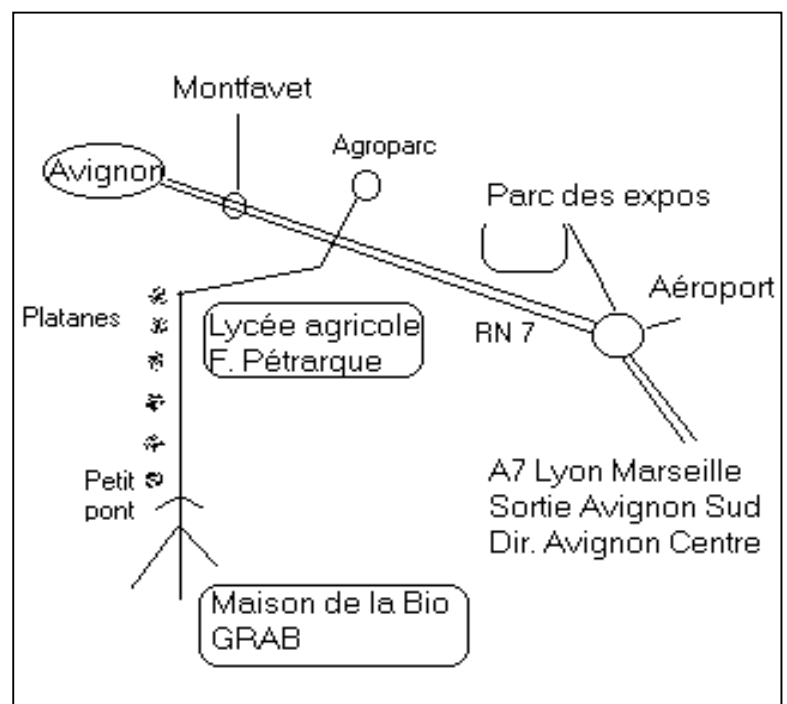 Montfavet
Agroparc
Avignon
Parc des expos
Aéroport
Platanes
Lycée agricole
F. Pétrarque
RN 7
Petit
pont
A7 Lyon Marseille
Sortie Avignon Sud
Dir. Avignon Centre
Maison de la Bio
GRAB